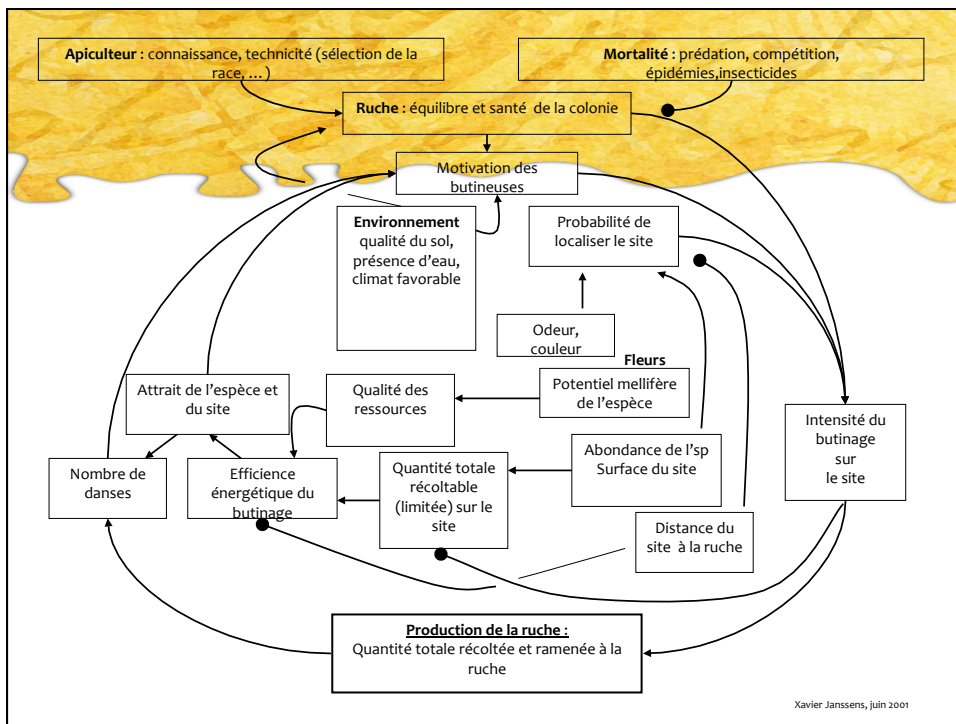 Apiculteur : connaissance, technicité (sélection de la
race, … )
Mortalité : prédation, compétition,
épidémies,insecticides
Ruche : équilibre et santé de la colonie
Motivation des
butineuses
Environnement
qualité du sol,
présence d'eau,
climat favorable
Probabilité de
localiser le site
Odeur,
couleur
Fleurs
Attrait de l'espèce et
du site
Qualité des
ressources
Potentiel mellifère
de l'espèce
Intensité du
butinage
sur
le site
Nombre de
danses
Efficience
énergétique du
butinage
Quantité totale
récoltable
(limitée) sur le
site
Abondance de l'sp
Surface du site
Distance du
site à la ruche
Production de la ruche :
Quantité totale récoltée et ramenée à la
ruche
Xavier Janssens, juin 2001